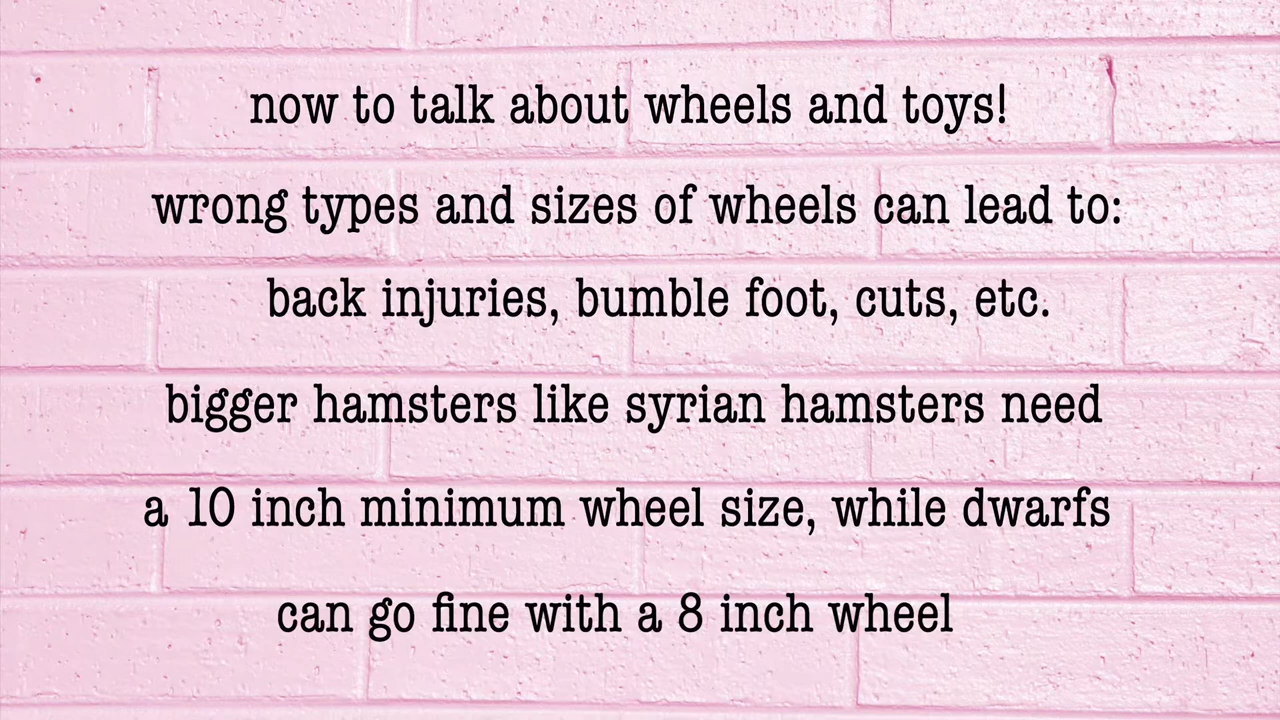 now to talk about wheels and toys!
wrong types and sizes of wheels can lead to:
back injuries, bumble foot, cuts, etc.
bigger hamsters like syrian hamsters need
a 10 inch minimum wheel size, while dwarfs
can go fine with a 8 inch wheel